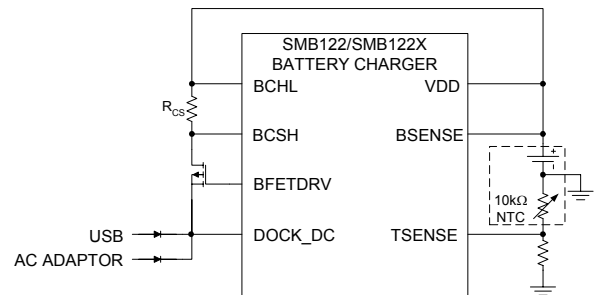 SMB122/SMB122X
BATTERY CHARGER
BCHL
VDD
RCS
BCSH
BSENSE
+
BFETDRV
10kΩ
NTC
USB
DOCK_DC
TSENSE
AC ADAPTOR